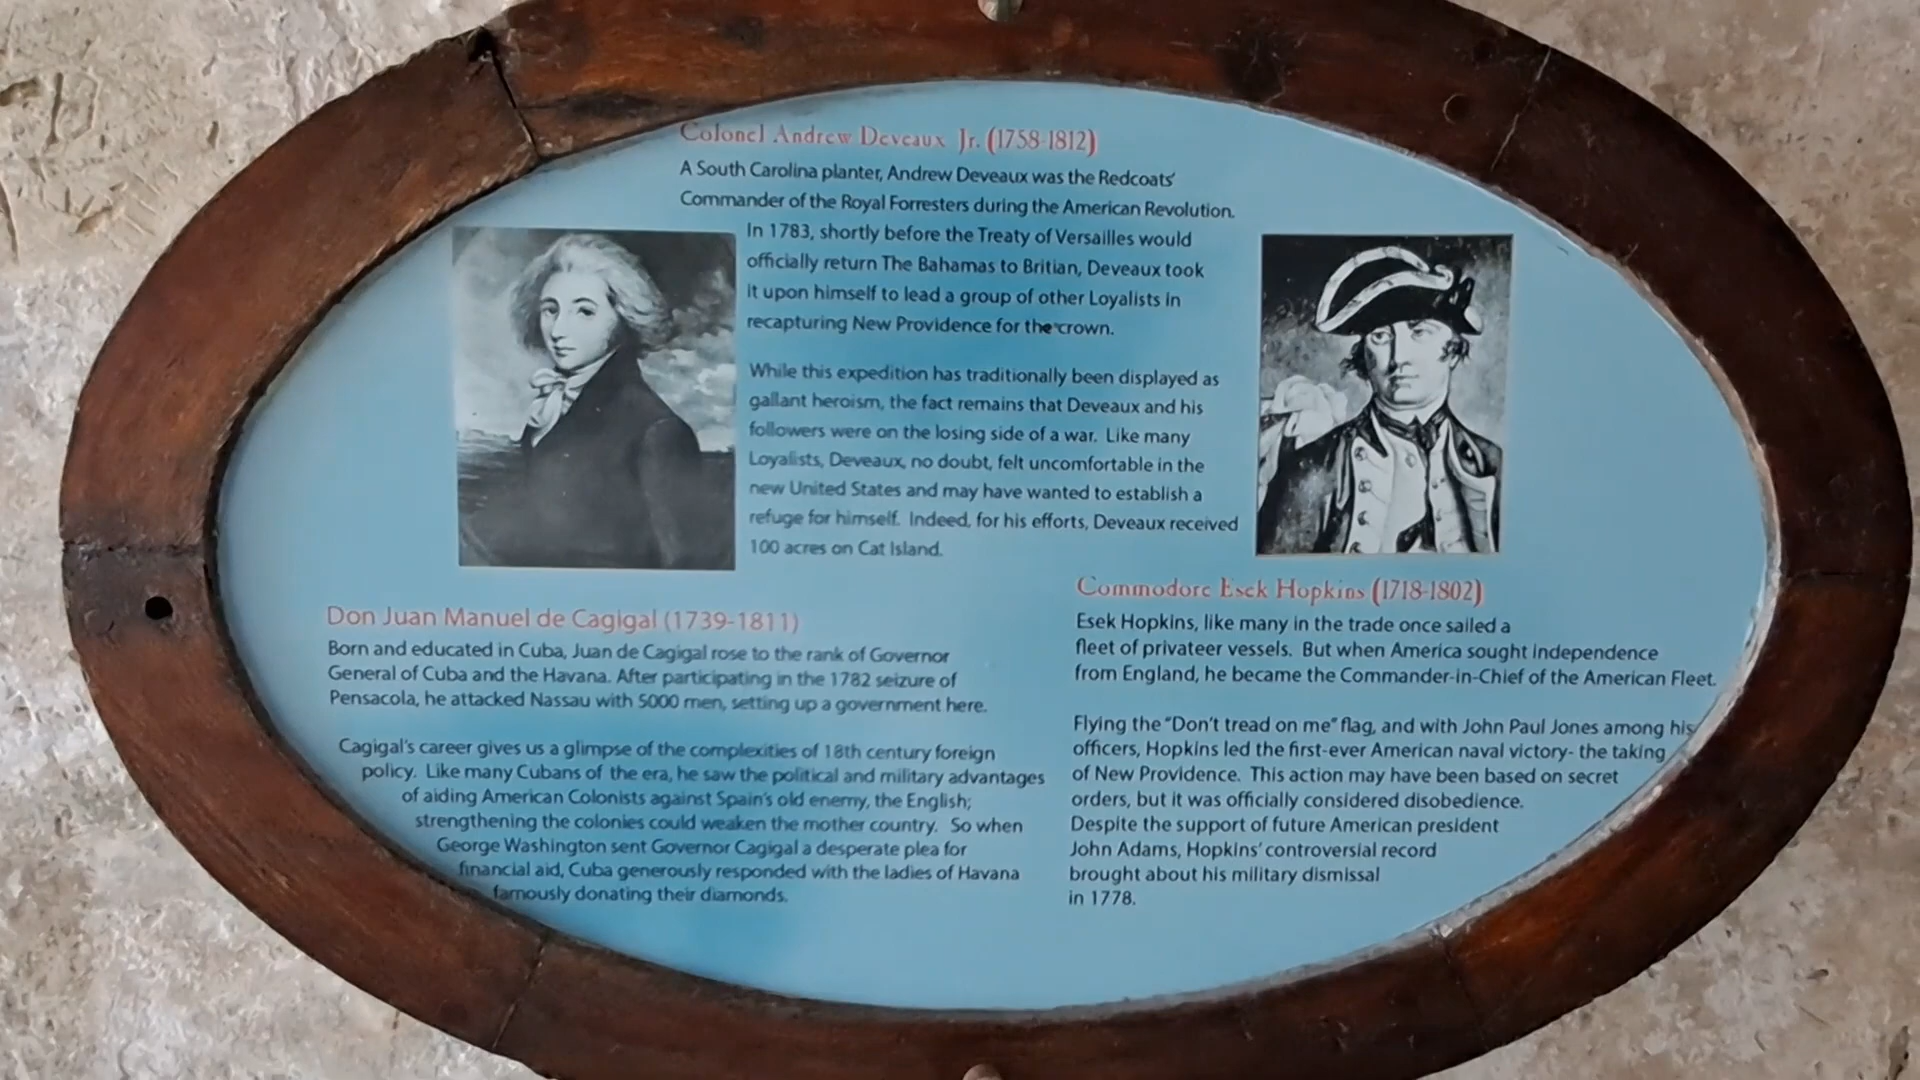 Colonel Andrew Deveaux Jr. (1758-1812)
A South Carolina planter, Andrew Deveaux was the Redcoats'
Commander of the Royal Forresters during the American Revolution.
In 1783, shortly before the Treaty of Versailles would
officially return The Bahamas to Britian, Deveaux took
it upon himself to lead a group of other Loyalists in
recapturing New Providence for the crown.
While this expedition has traditionally been displayed as
gallant heroism, the fact remains that Deveaux and his
followers were on the losing side of a war. Like many
Loyalists, Deveaux, no doubt, felt uncomfortable in the
new United States and may have wanted to establish a
refuge for himself. Indeed, for his efforts, Deveaux received
100 acres on Cat Island.
Don Juan Manuel de Cagigal (1739-1811)
Born and educated in Cuba, Juan de Cagigal rose to the rank of Governor
General of Cuba and the Havana. After participating in the 1782 seizure of
Pensacola, he attacked Nassau with 5000 men, setting up a government here.
Cagigal's career gives us a glimpse of the complexities of 18th century foreign
policy. Like many Cubans of the era, he saw the political and military advantages
of aiding American Colonists against Spain's old enemy, the English;
strengthening the colonies could weaken the mother country. So when
George Washington sent Governor Cagigal a desperate plea for
financial aid, Cuba generously responded with the ladies of Havana
famously donating their diamonds.
Commodore Esek Hopkins (1718-1802)
Esek Hopkins, like many in the trade once sailed a
fleet of privateer vessels. But when America sought independence
from England, he became the Commander-in-Chief of the American Fleet.
Flying the "Don't tread on me" flag, and with John Paul Jones among his
officers, Hopkins led the first-ever American naval victory- the taking
of New Providence. This action may have been based on secret
orders, but it was officially considered disobedience.
Despite the support of future American president
John Adams, Hopkins' controversial record
brought about his military dismissal
in 1778.